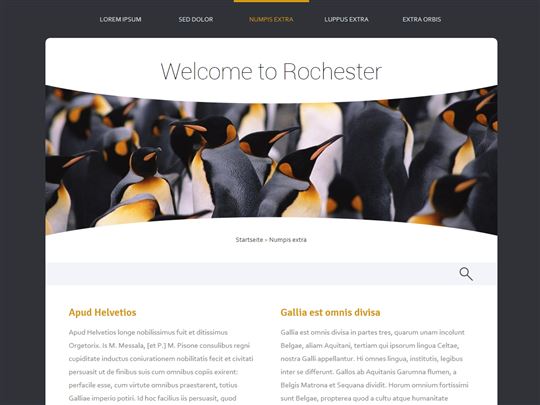 LOREM IPSUM SED DOLOR NUMPIS EXTRA LUPPUS EXTRA EXTRA ORBIS
Welcome to Rochester
Startseite » Numpis extra
Apud Helvetios
Apud Helvetios longe nobilissimus fuit et ditissimus
Orgetorix. Is M. Messala, [et P.] M. Pisone consulibus regni
cupiditate inductus coniurationem nobilitatis fecit et civitati
persuasit ut de finibus suis cum omnibus copiis exirent:
perfacile esse, cum virtute omnibus praestarent, totius
Galliae imperio potiri. Id hoc facilius iis persuasit, quod
Gallia est omnis divisa
Gallia est omnis divisa in partes tres, quarum unam incolunt
Belgae, aliam Aquitani, tertiam qui ipsorum lingua Celtae,
nostra Galli appellantur. Hi omnes lingua, institutis, legibus
inter se differunt. Gallos ab Aquitanis Garumna flumen, a
Belgis Matrona et Sequana dividit. Horum omnium fortissimi
sunt Belgae, propterea quod a cultu atque humanitate